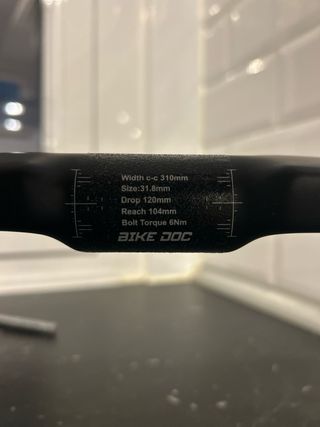 Width c-c 310mm
Size:31.8mm
Drop 120mm
Reach 104mm
Bolt Torque 6Nm
BIKE DOC